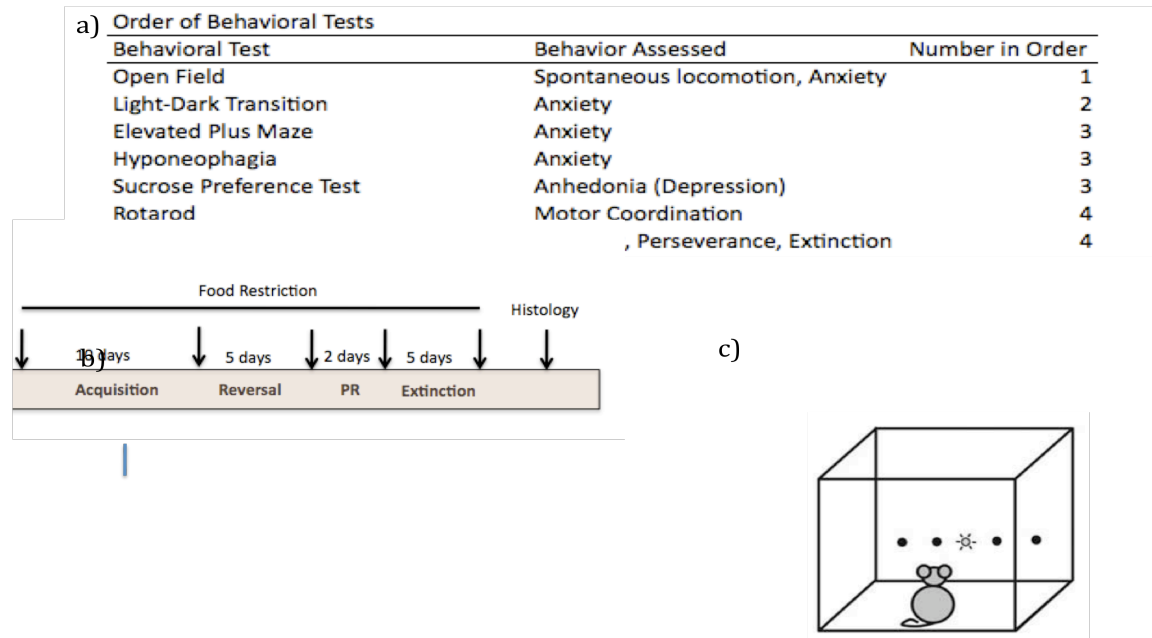 a)
Order of Behavioral Tests
Behavioral Test Behavior Assessed Number in Order
Open Field Spontaneous locomotion, Anxiety 1
Light-Dark Transition Anxiety 2
Elevated Plus Maze Anxiety 3
Hyponeophagia Anxiety 3
Sucrose Preference Test Anhedonia (Depression) 3
Rotarod Motor Coordination 4
, Perseverance, Extinction 4
Food Restriction
Histology
b)
days 5 days 2 days 5 days
Acquisition Reversal PR Extinction
c)